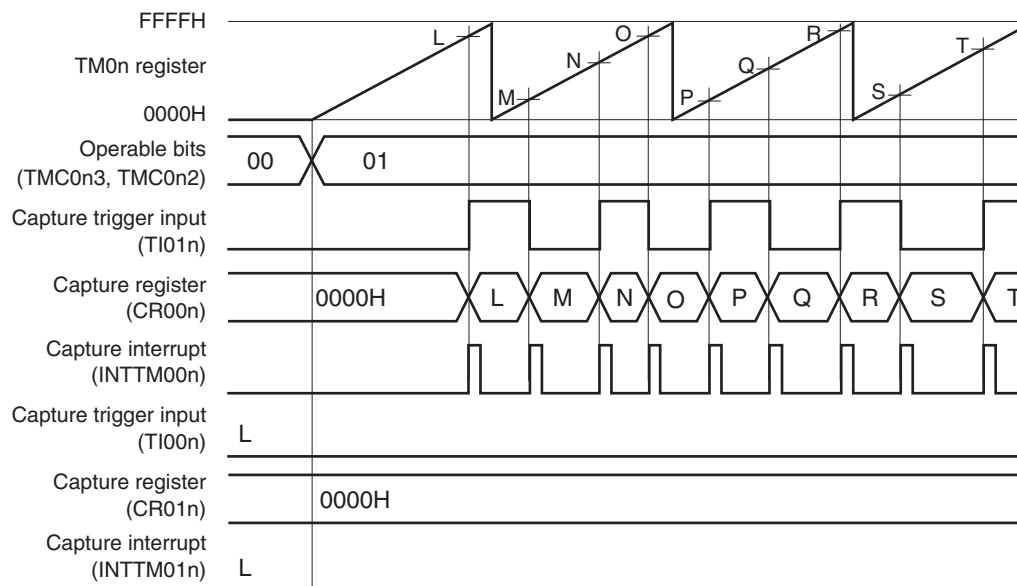 FFFFH
TM0n register
0000H
L M N O P Q R S T
Operable bits
(TMC0n3, TMC0n2)
00 01
Capture trigger input
(TI01n)
Capture register
(CR00n)
0000H L M N O P Q R S T
Capture interrupt
(INTTM00n)
Capture trigger input
(TI00n)
L
Capture register
(CR01n)
0000H
Capture interrupt
(INTTM01n)
L